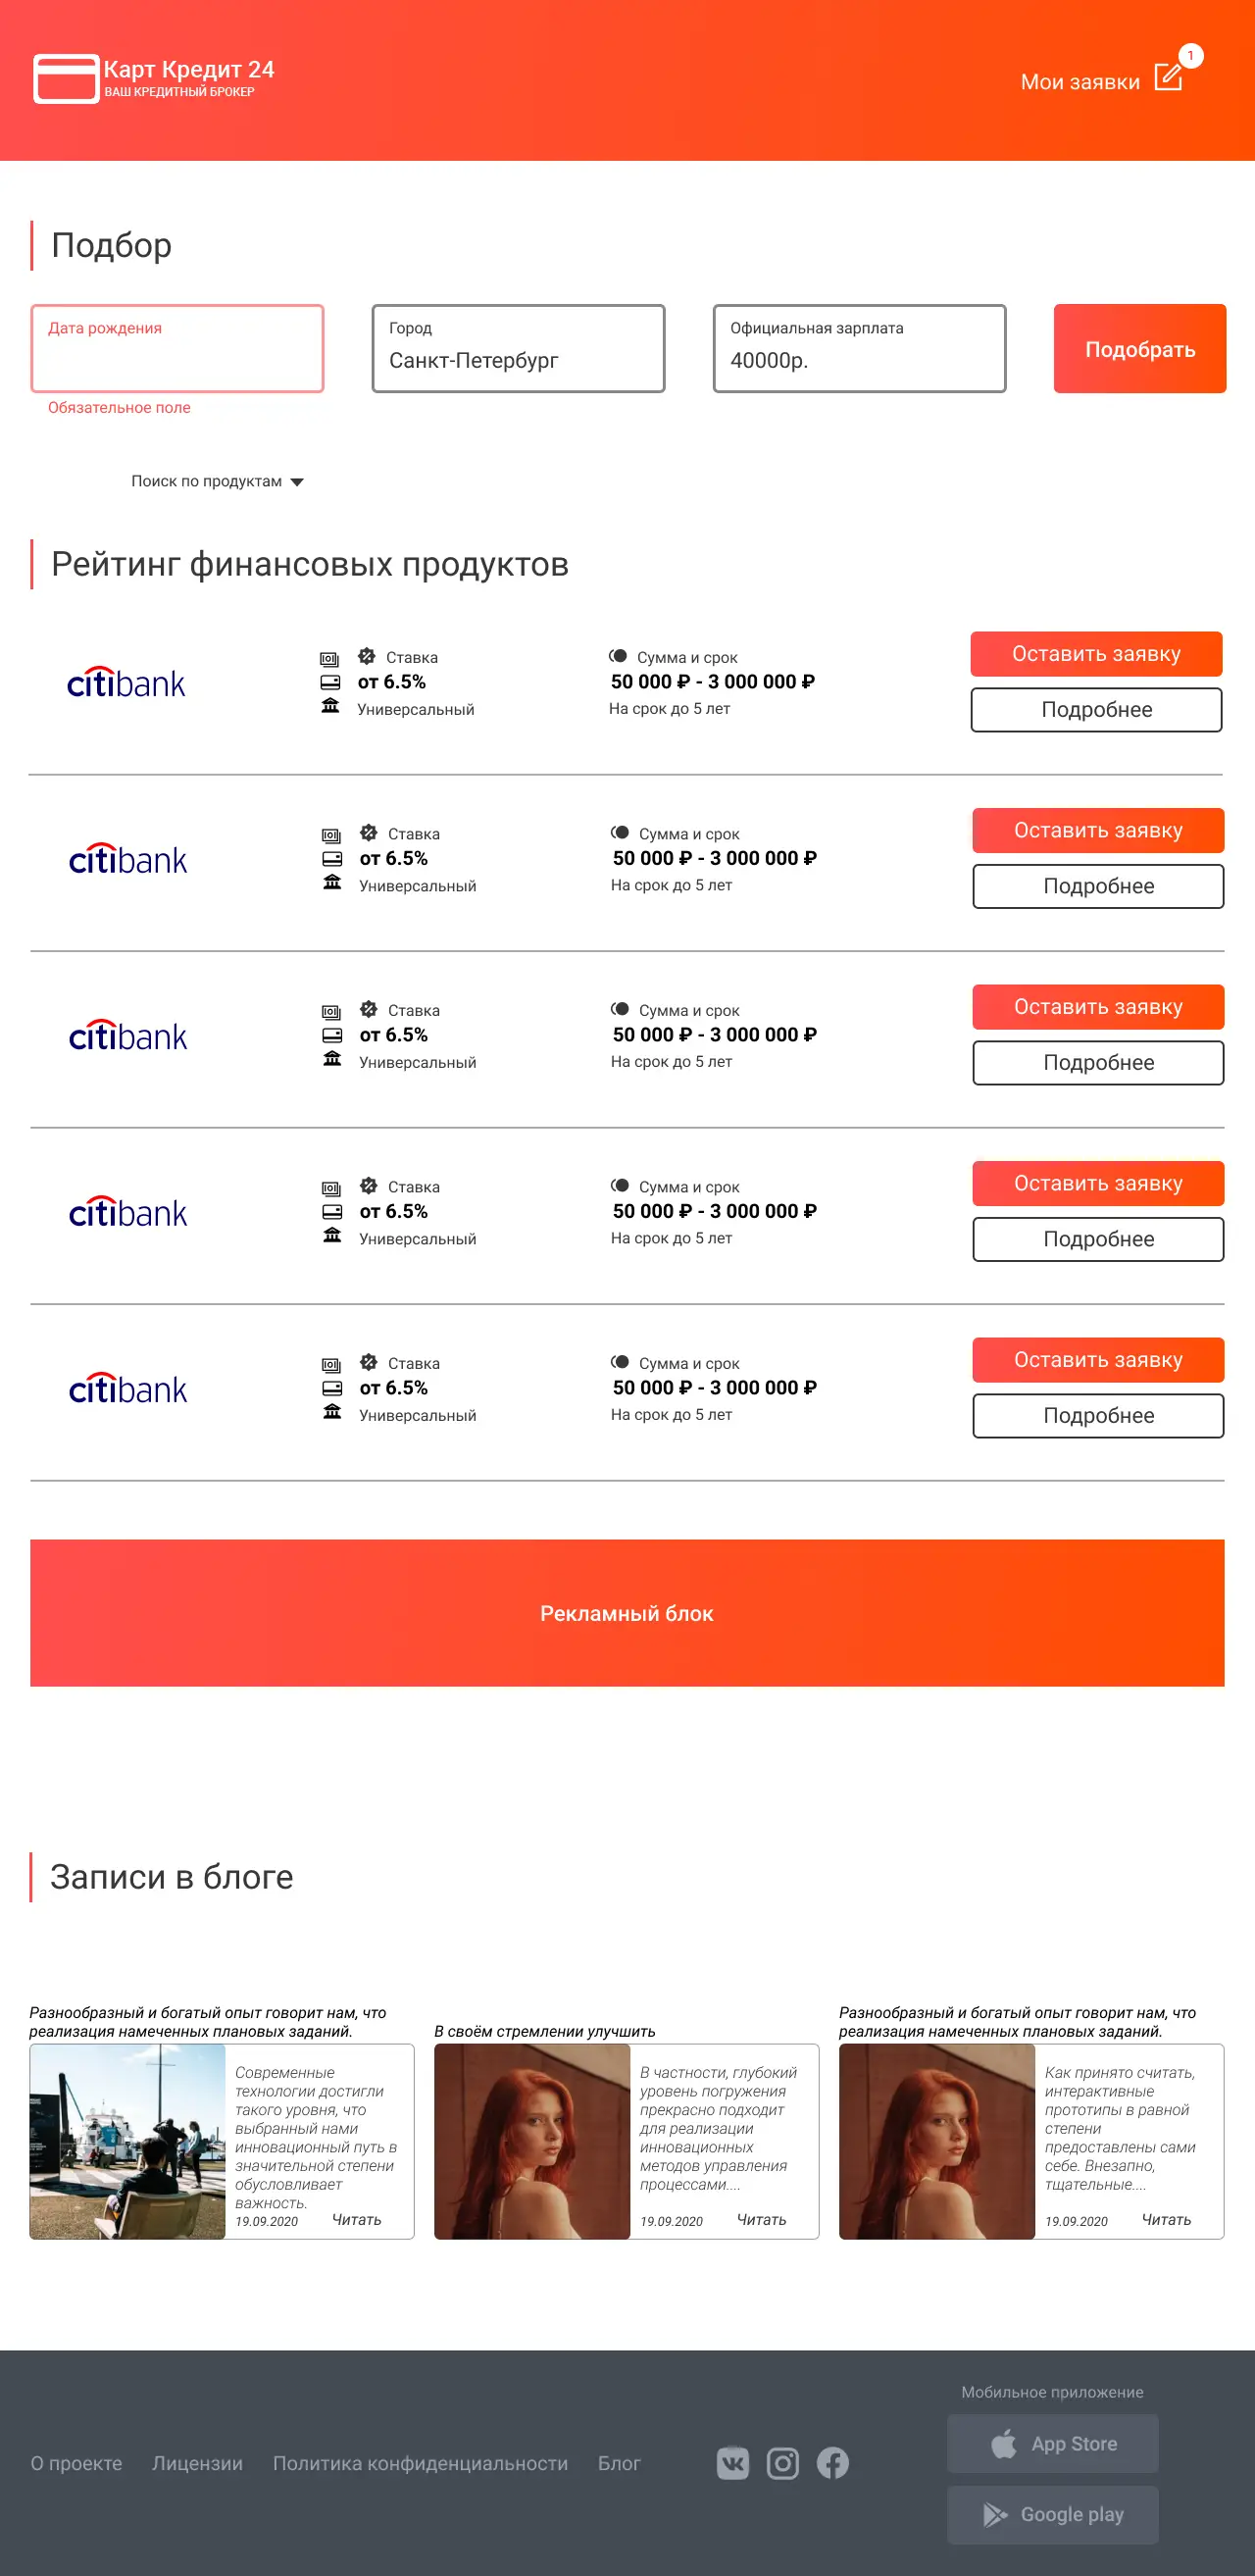 Карт Кредит 24
ВАШ КРЕДИТНЫЙ БРОКЕР
Мои заявки
1
Подбор
Дата рождения
Обязательное поле
Город
Санкт-Петербург
Официальная зарплата
40000р.
Подобрать
Поиск по продуктам
Рейтинг финансовых продуктов
citibank
Ставка
от 6.5%
Универсальный
Сумма и срок
50 000 ₽ - 3 000 000 ₽
На срок до 5 лет
Оставить заявку
Подробнее
citibank
Ставка
от 6.5%
Универсальный
Сумма и срок
50 000 ₽ - 3 000 000 ₽
На срок до 5 лет
Оставить заявку
Подробнее
citibank
Ставка
от 6.5%
Универсальный
Сумма и срок
50 000 ₽ - 3 000 000 ₽
На срок до 5 лет
Оставить заявку
Подробнее
citibank
Ставка
от 6.5%
Универсальный
Сумма и срок
50 000 ₽ - 3 000 000 ₽
На срок до 5 лет
Оставить заявку
Подробнее
citibank
Ставка
от 6.5%
Универсальный
Сумма и срок
50 000 ₽ - 3 000 000 ₽
На срок до 5 лет
Оставить заявку
Подробнее
Рекламный блок
Записи в блоге
Разнообразный и богатый опыт говорит нам, что
реализация намеченных плановых заданий.
Современные
технологии достигли
такого уровня, что
выбранный нами
инновационный путь в
значительной степени
обусловливает
важность.
19.09.2020
Читать
В своём стремлении улучшить
В частности, глубокий
уровень погружения
прекрасно подходит
для реализации
инновационных
методов управления
процессами....
19.09.2020
Читать
Разнообразный и богатый опыт говорит нам, что
реализация намеченных плановых заданий.
Как принято считать,
интерактивные
прототипы в равной
степени
предоставлены сами
себе. Внезапно,
тщательные....
19.09.2020
Читать
О проекте
Лицензии
Политика конфиденциальности
Блог
Мобильное приложение
App Store
Google play